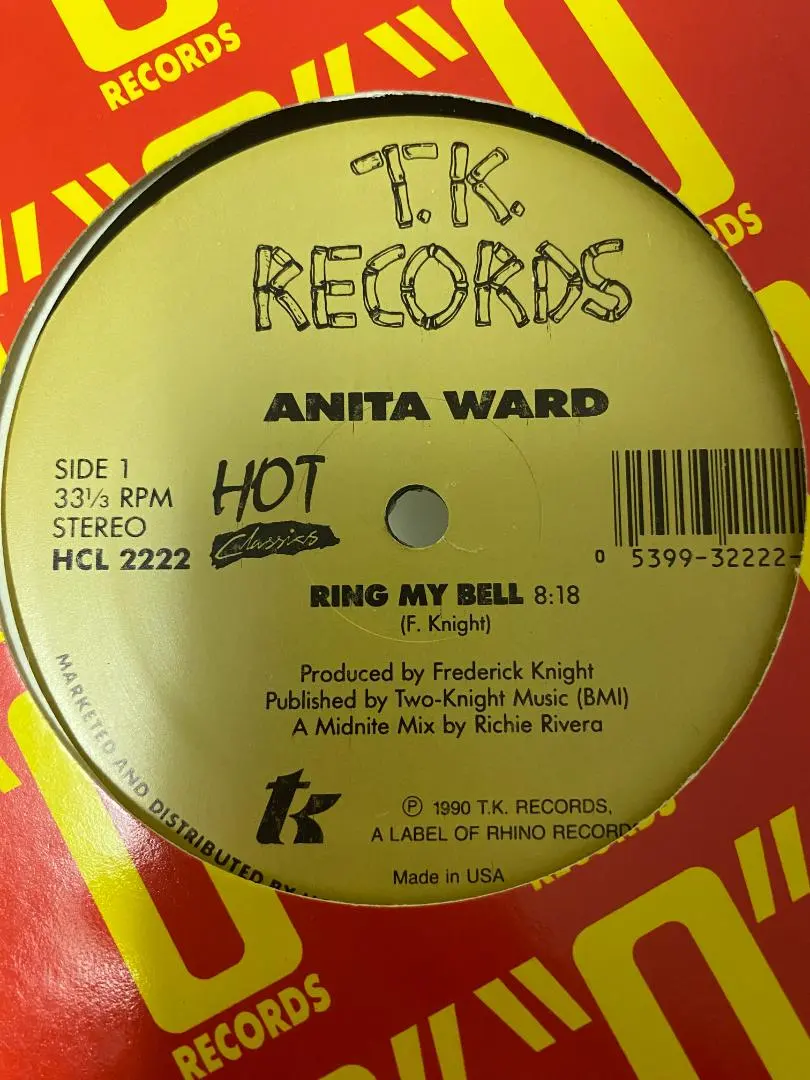 RECORDS
T.K.
RECORDS
ANITA WARD
SIDE 1
33⅓ RPM
STEREO
HCL 2222
HOT
Classics
0 5399-32222-
RING MY BELL 8:18
(F. Knight)
Produced by Frederick Knight
Published by Two-Knight Music (BMI)
A Midnite Mix by Richie Rivera
tk
℗ 1990 T.K. RECORDS,
A LABEL OF RHINO RECORDS
Made in USA
MARKETED AND DISTRIBUTED BY
RECORDS